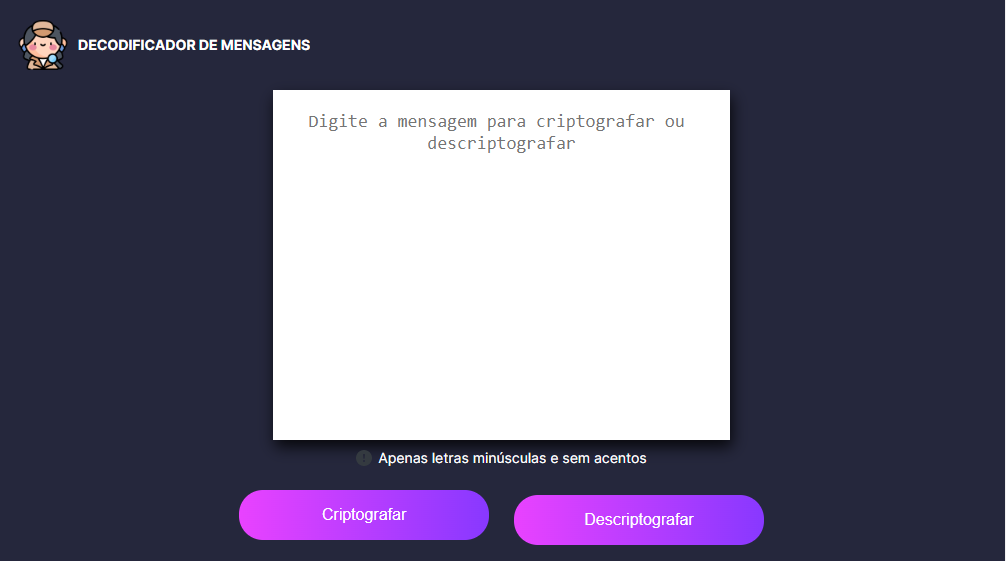 DECODIFICADOR DE MENSAGENS
Digite a mensagem para criptografar ou
descriptografar
Apenas letras minúsculas e sem acentos
Criptografar
Descriptografar